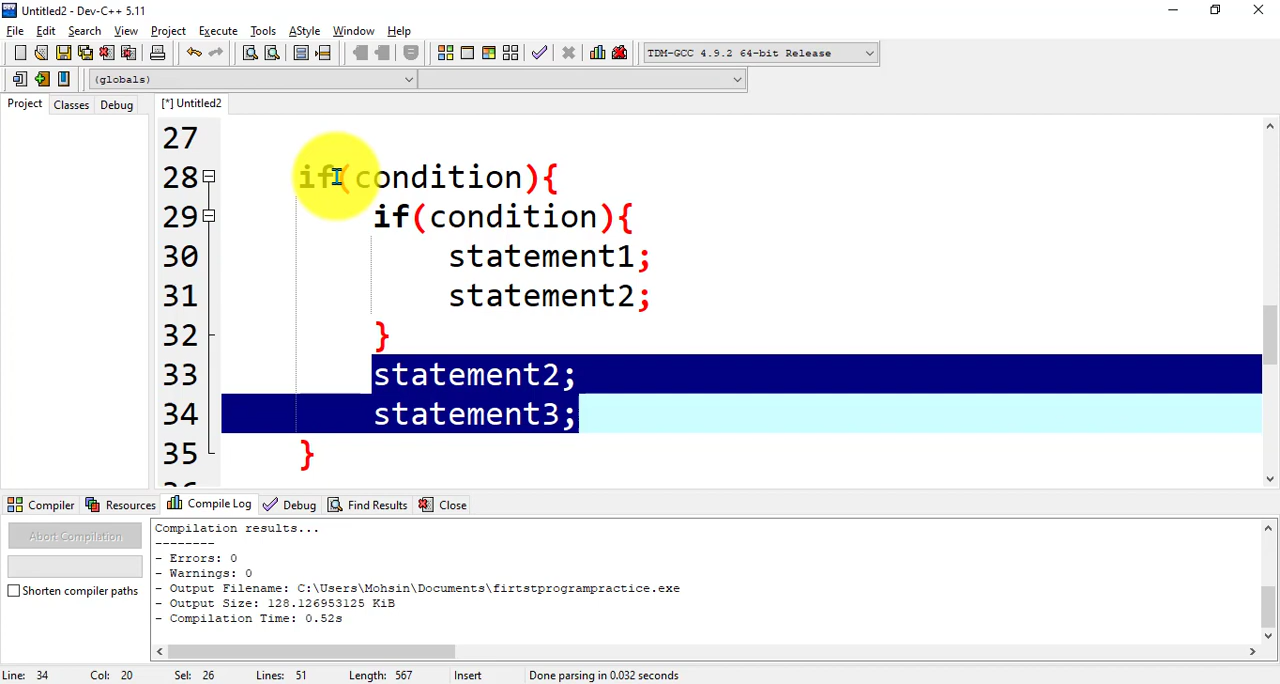 Untitled2 - Dev-C++ 5.11
File Edit Search View Project Execute Tools AStyle Window Help
TDM-GCC 4.9.2 64-bit Release
(globals)
Project Classes Debug [*] Untitled2
27
28 if(condition){
29 if(condition){
30 statement1;
31 statement2;
32 }
33 statement2;
34 statement3;
35 }
Compiler Resources Compile Log Debug Find Results Close
Abort Compilation
Shorten compiler paths
Compilation results...
--------
- Errors: 0
- Warnings: 0
- Output Filename: C:\Users\Mohsin\Documents\firtstprogrampractice.exe
- Output Size: 128.126953125 KiB
- Compilation Time: 0.52s
Line: 34 Col: 20 Sel: 26 Lines: 51 Length: 567 Insert Done parsing in 0.032 seconds